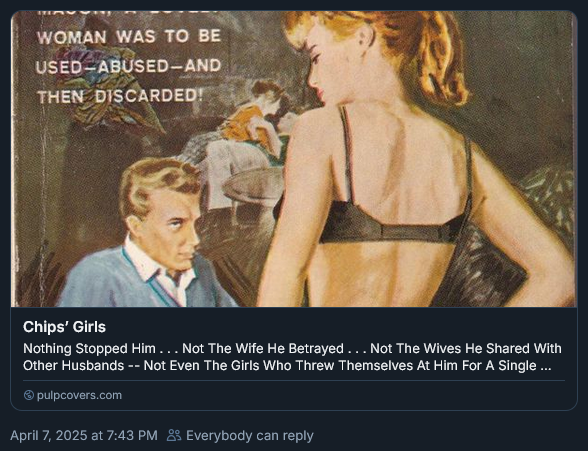 WOMAN WAS TO BE
USED—ABUSED—AND
THEN DISCARDED!
Chips’ Girls
Nothing Stopped Him . . . Not The Wife He Betrayed . . . Not The Wives He Shared With
Other Husbands -- Not Even The Girls Who Threw Themselves At Him For A Single ...
pulpcovers.com
April 7, 2025 at 7:43 PM Everybody can reply